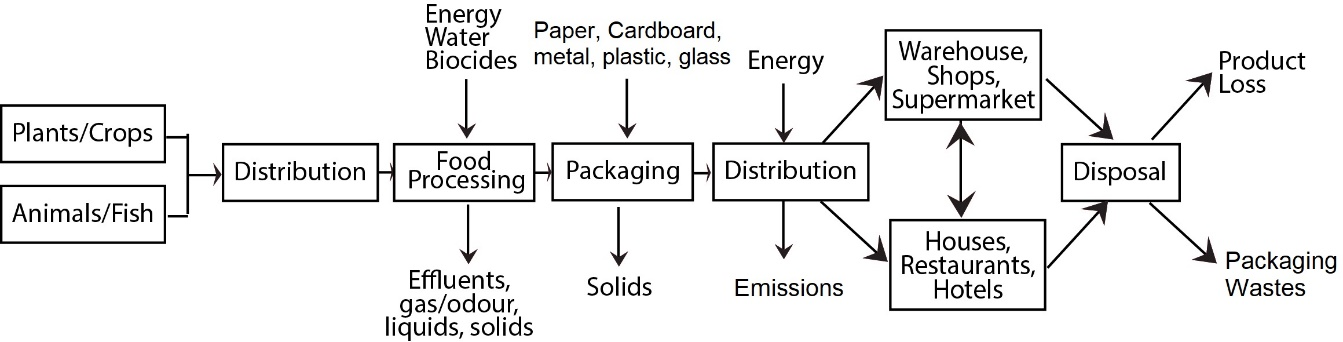 Plants/Crops
Animals/Fish
Distribution
Energy
Water
Biocides
Food
Processing
Effluents,
gas/odour,
liquids, solids
Paper, Cardboard,
metal, plastic, glass
Packaging
Solids
Energy
Distribution
Emissions
Warehouse,
Shops,
Supermarket
Houses,
Restaurants,
Hotels
Disposal
Product
Loss
Packaging
Wastes